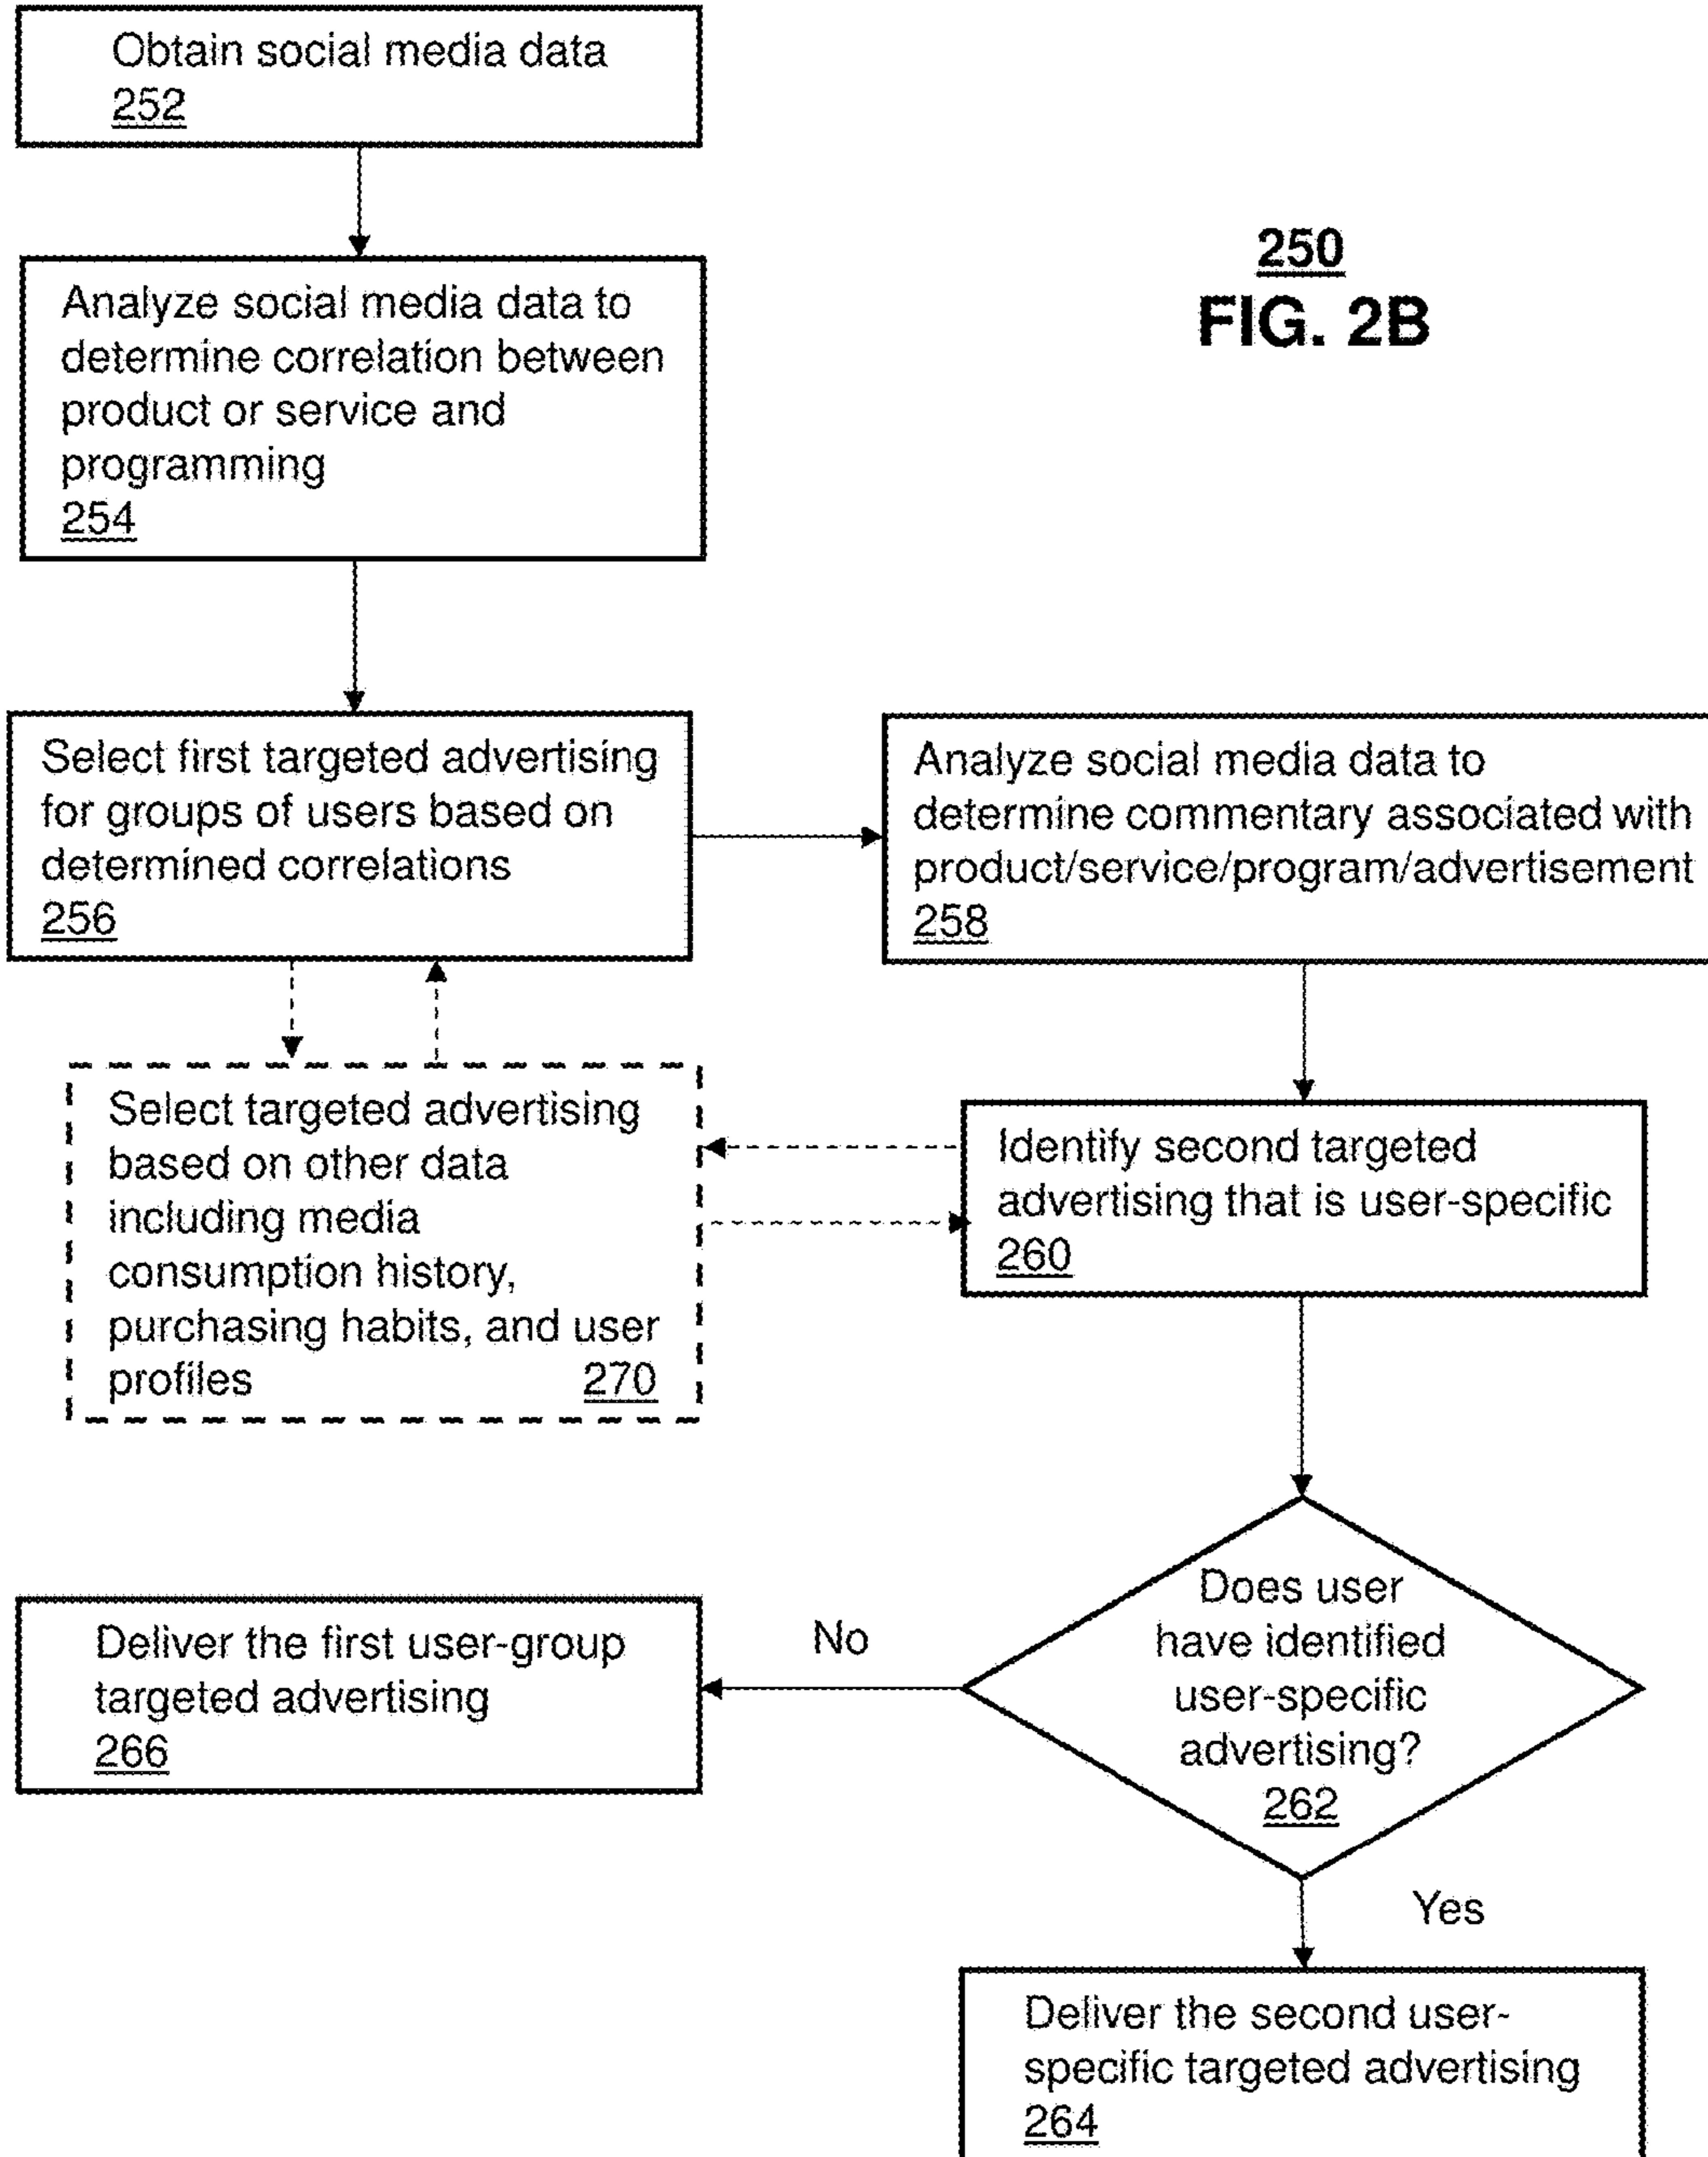 Obtain social media data
252
250
FIG. 2B
Analyze social media data to
determine correlation between
product or service and
programming
254
Select first targeted advertising
for groups of users based on
determined correlations
256
Analyze social media data to
determine commentary associated with
product/service/program/advertisement
258
Select targeted advertising
based on other data
including media
consumption history,
purchasing habits, and user
profiles 270
Identify second targeted
advertising that is user-specific
260
Does user
have identified
user-specific
advertising?
262
No
Deliver the first user-group
targeted advertising
266
Yes
Deliver the second user-
specific targeted advertising
264